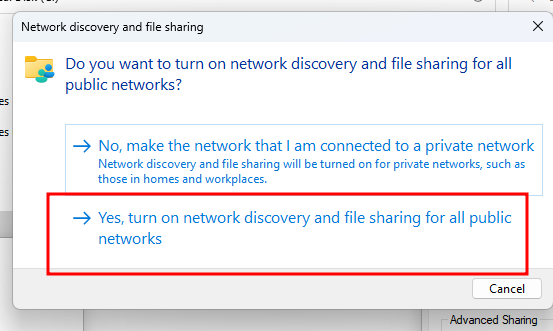 Network discovery and file sharing
Do you want to turn on network discovery and file sharing for all
public networks?
No, make the network that I am connected to a private network
Network discovery and file sharing will be turned on for private networks, such as
those in homes and workplaces.
Yes, turn on network discovery and file sharing for all public
networks
Cancel
Advanced Sharing